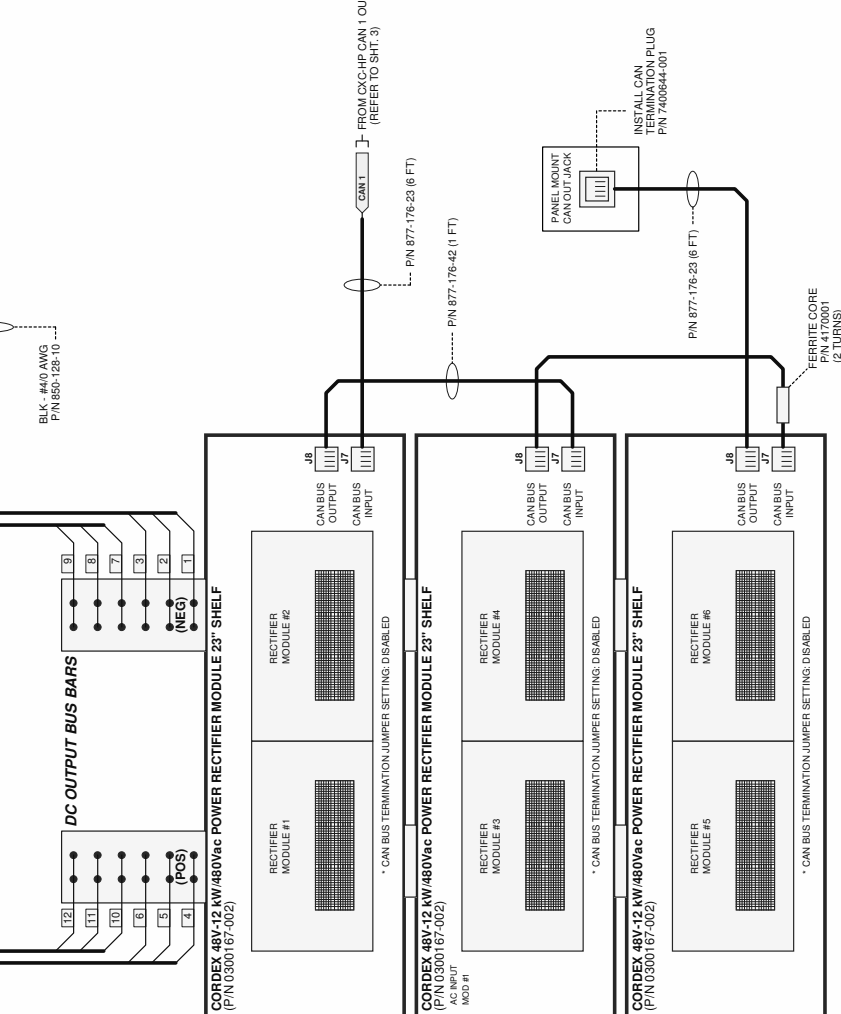 FROM CXC-HP CAN 1 OU
(REFER TO SHT. 3)
CAN 1
P/N 877-176-23 (6 FT)
P/N 877-176-42 (1 FT)
INSTALL CAN
TERMINATION PLUG
P/N 7400644-001
PANEL MOUNT
CAN OUT JACK
P/N 877-176-23 (6 FT)
FERRITE CORE
P/N 4170001
(2 TURNS)
BLK - #4/0 AWG
P/N 850-128-10
9
8
7
3
2
1
(NEG)
DC OUTPUT BUS BARS
(POS)
12
11
10
6
5
4
J8
J7
CAN BUS
OUTPUT
CAN BUS
INPUT
CORDEX 48V-12 kW/480Vac POWER RECTIFIER MODULE 23" SHELF
(P/N 0300167-002)
RECTIFIER
MODULE #1
RECTIFIER
MODULE #2
* CAN BUS TERMINATION JUMPER SETTING: DISABLED
J8
J7
CAN BUS
OUTPUT
CAN BUS
INPUT
CORDEX 48V-12 kW/480Vac POWER RECTIFIER MODULE 23" SHELF
(P/N 0300167-002)
AC INPUT
MOD #1
RECTIFIER
MODULE #3
RECTIFIER
MODULE #4
* CAN BUS TERMINATION JUMPER SETTING: DISABLED
J8
J7
CAN BUS
OUTPUT
CAN BUS
INPUT
CORDEX 48V-12 kW/480Vac POWER RECTIFIER MODULE 23" SHELF
(P/N 0300167-002)
RECTIFIER
MODULE #5
RECTIFIER
MODULE #6
* CAN BUS TERMINATION JUMPER SETTING: DISABLED